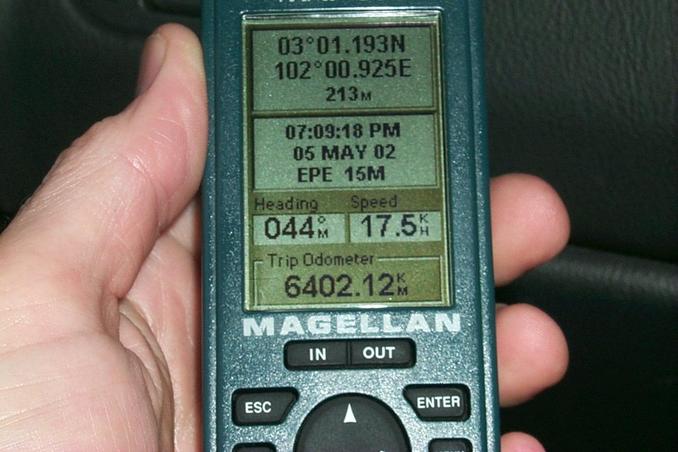 03°01.193N
102°00.925E
213M
07:09:18 PM
05 MAY 02
EPE 15M
Heading Speed
044°M 17.5KH
Trip Odometer
6402.12KM
MAGELLAN
IN OUT
ESC ENTER